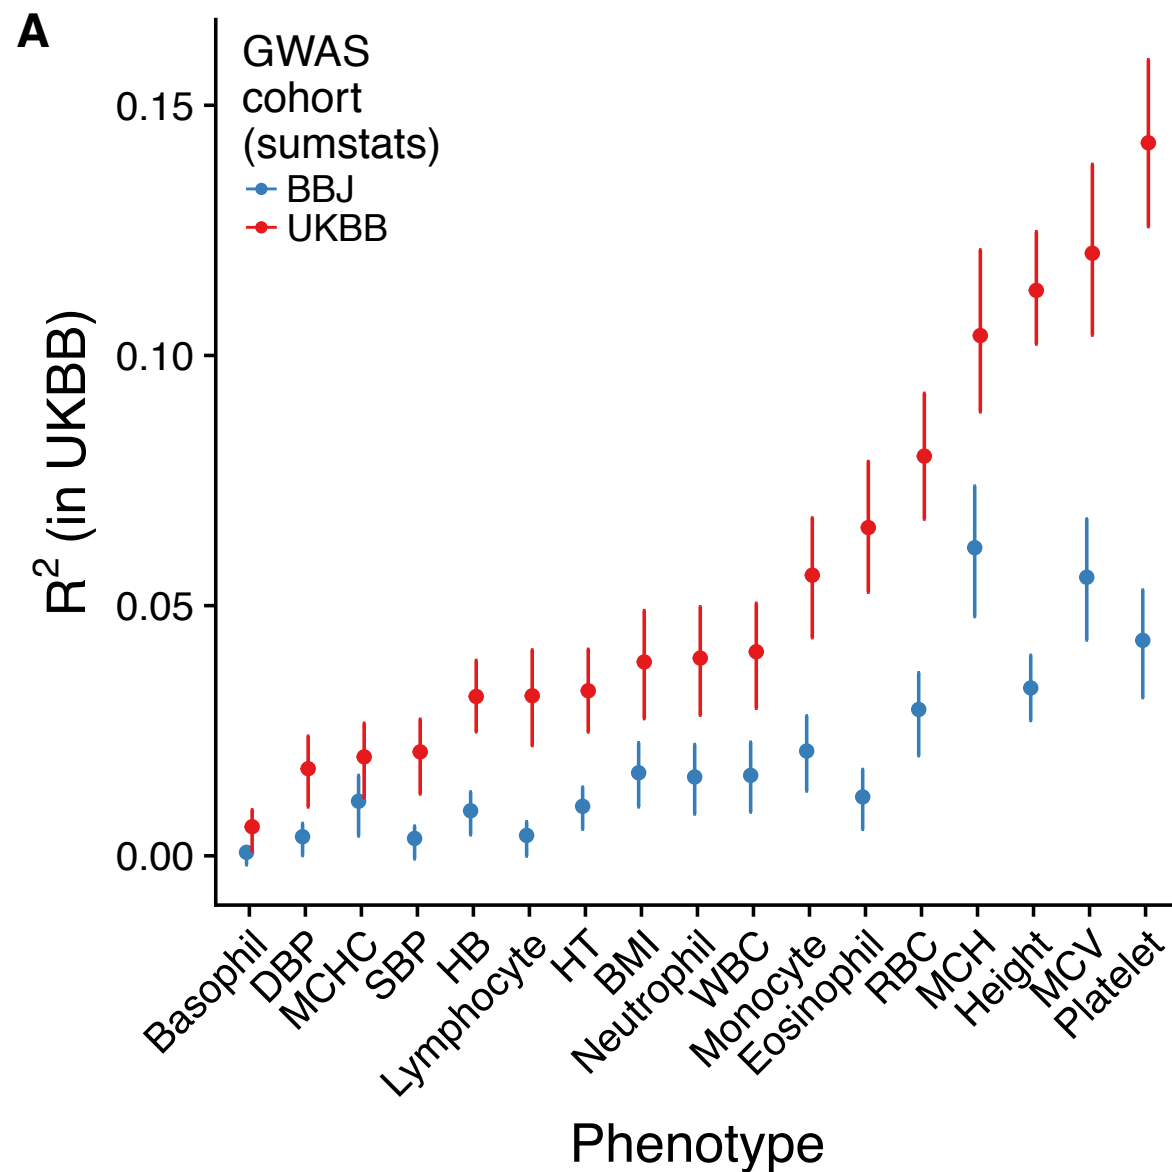 A
GWAS
cohort
(sumstats)
BBJ
UKBB
0.15
0.10
0.05
0.00
R² (in UKBB)
Basophil
DBP
MCHC
SBP
HB
Lymphocyte
HT
BMI
Neutrophil
WBC
Monocyte
Eosinophil
RBC
MCH
Height
MCV
Platelet
Phenotype